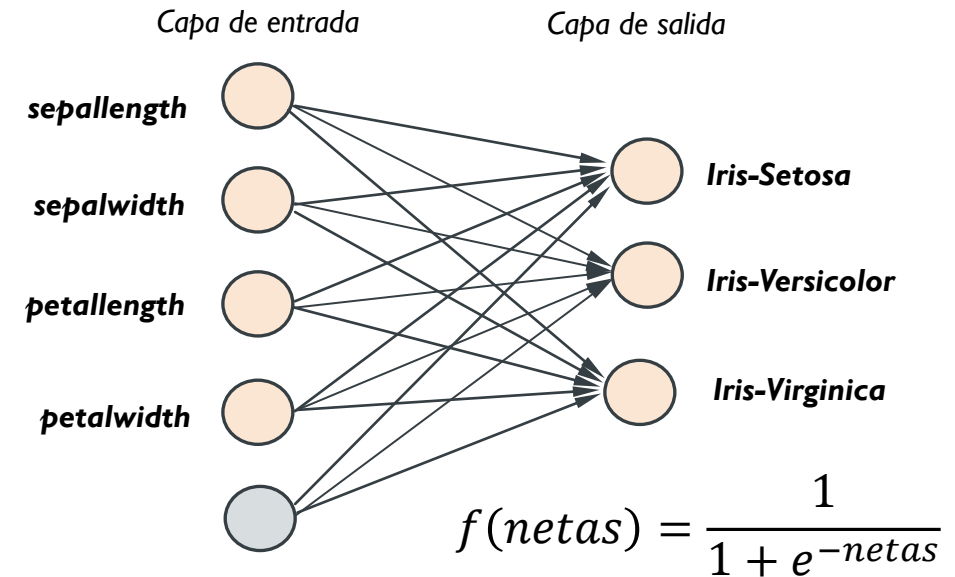 Capa de entrada
Capa de salida
sepallength
sepalwidth
petallength
petalwidth
Iris-Setosa
Iris-Versicolor
Iris-Virginica
f(netas) = 1 / (1 + e^{-netas})